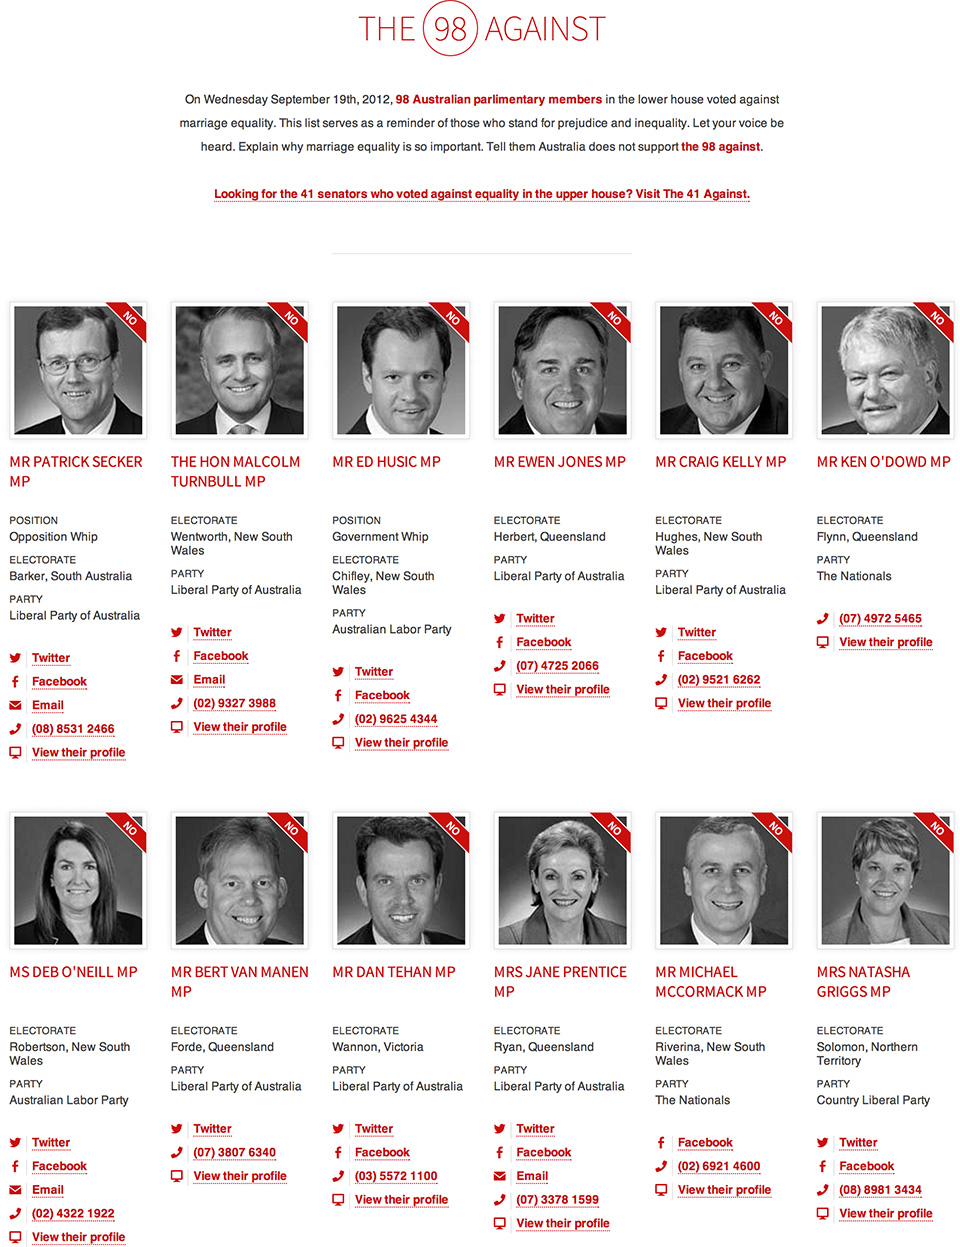 THE 98 AGAINST
On Wednesday September 19th, 2012, 98 Australian parlimentary members in the lower house voted against
marriage equality. This list serves as a reminder of those who stand for prejudice and inequality. Let your voice be
heard. Explain why marriage equality is so important. Tell them Australia does not support the 98 against.
Looking for the 41 senators who voted against equality in the upper house? Visit The 41 Against.
NO
MR PATRICK SECKER
MP
POSITION
Opposition Whip
ELECTORATE
Barker, South Australia
PARTY
Liberal Party of Australia
Twitter
Facebook
Email
(08) 8531 2466
View their profile
NO
THE HON MALCOLM
TURNBULL MP
ELECTORATE
Wentworth, New South
Wales
PARTY
Liberal Party of Australia
Twitter
Facebook
Email
(02) 9327 3988
View their profile
NO
MR ED HUSIC MP
POSITION
Government Whip
ELECTORATE
Chifley, New South
Wales
PARTY
Australian Labor Party
Twitter
Facebook
(02) 9625 4344
View their profile
NO
MR EWEN JONES MP
ELECTORATE
Herbert, Queensland
PARTY
Liberal Party of Australia
Twitter
Facebook
(07) 4725 2066
View their profile
NO
MR CRAIG KELLY MP
ELECTORATE
Hughes, New South
Wales
PARTY
Liberal Party of Australia
Twitter
Facebook
(02) 9521 6262
View their profile
NO
MR KEN O'DOWD MP
ELECTORATE
Flynn, Queensland
PARTY
The Nationals
(07) 4972 5465
View their profile
NO
MS DEB O'NEILL MP
ELECTORATE
Robertson, New South
Wales
PARTY
Australian Labor Party
Twitter
Facebook
Email
(02) 4322 1922
View their profile
NO
MR BERT VAN MANEN
MP
ELECTORATE
Forde, Queensland
PARTY
Liberal Party of Australia
Twitter
(07) 3807 6340
View their profile
NO
MR DAN TEHAN MP
ELECTORATE
Wannon, Victoria
PARTY
Liberal Party of Australia
Twitter
Facebook
(03) 5572 1100
View their profile
NO
MRS JANE PRENTICE
MP
ELECTORATE
Ryan, Queensland
PARTY
Liberal Party of Australia
Twitter
Facebook
Email
(07) 3378 1599
View their profile
NO
MR MICHAEL
MCCORMACK MP
ELECTORATE
Riverina, New South
Wales
PARTY
The Nationals
Facebook
(02) 6921 4600
View their profile
NO
MRS NATASHA
GRIGGS MP
ELECTORATE
Solomon, Northern
Territory
PARTY
Country Liberal Party
Twitter
Facebook
(08) 8981 3434
View their profile